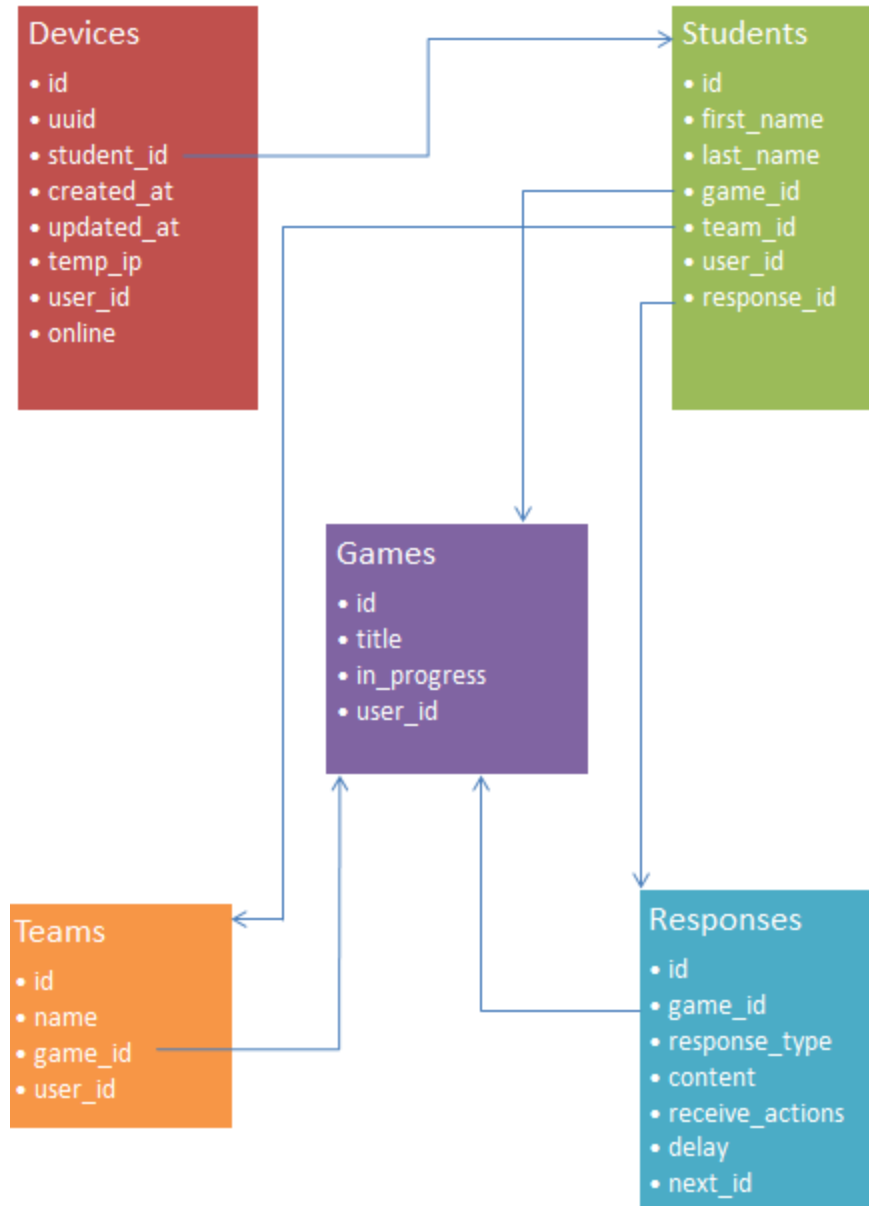 Devices
• id
• uuid
• student_id
• created_at
• updated_at
• temp_ip
• user_id
• online
Students
• id
• first_name
• last_name
• game_id
• team_id
• user_id
• response_id
Games
• id
• title
• in_progress
• user_id
Teams
• id
• name
• game_id
• user_id
Responses
• id
• game_id
• response_type
• content
• receive_actions
• delay
• next_id